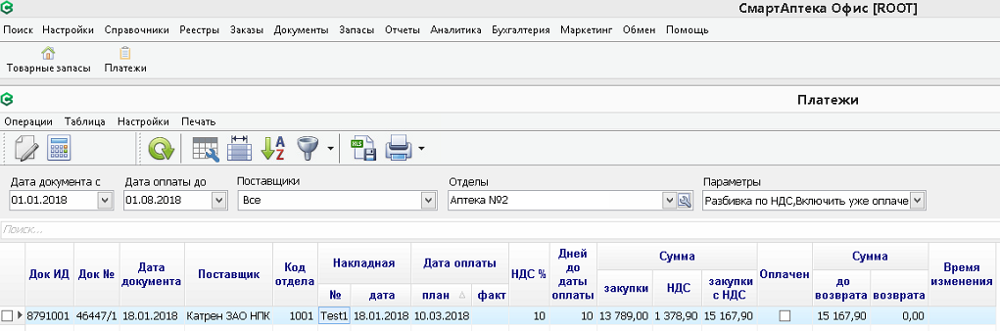 СмартАптека Офис [ROOT]
Поиск Настройки Справочники Реестры Заказы Документы Запасы Отчеты Аналитика Бухгалтерия Маркетинг Обмен Помощь
Товарные запасы Платежи
Платежи
Операции Таблица Настройки Печать
A
Z
XLS
Дата документа с Дата оплаты до Поставщики Отделы Параметры
01.01.2018 01.08.2018 Все Аптека №2 Разбивка по НДС,Включить уже оплаче
Поиск...
Док ИД Док № Дата документа Поставщик Код отдела Накладная № дата Дата оплаты план факт НДС % Дней до даты оплаты Сумма закупки НДС закупки с НДС Оплачен Сумма до возврата возврата Время изменения
8791001 46447/1 18.01.2018 Катрен ЗАО НПК 1001 Test1 18.01.2018 10.03.2018 10 10 13 789,00 1 378,90 15 167,90 15 167,90 0,00